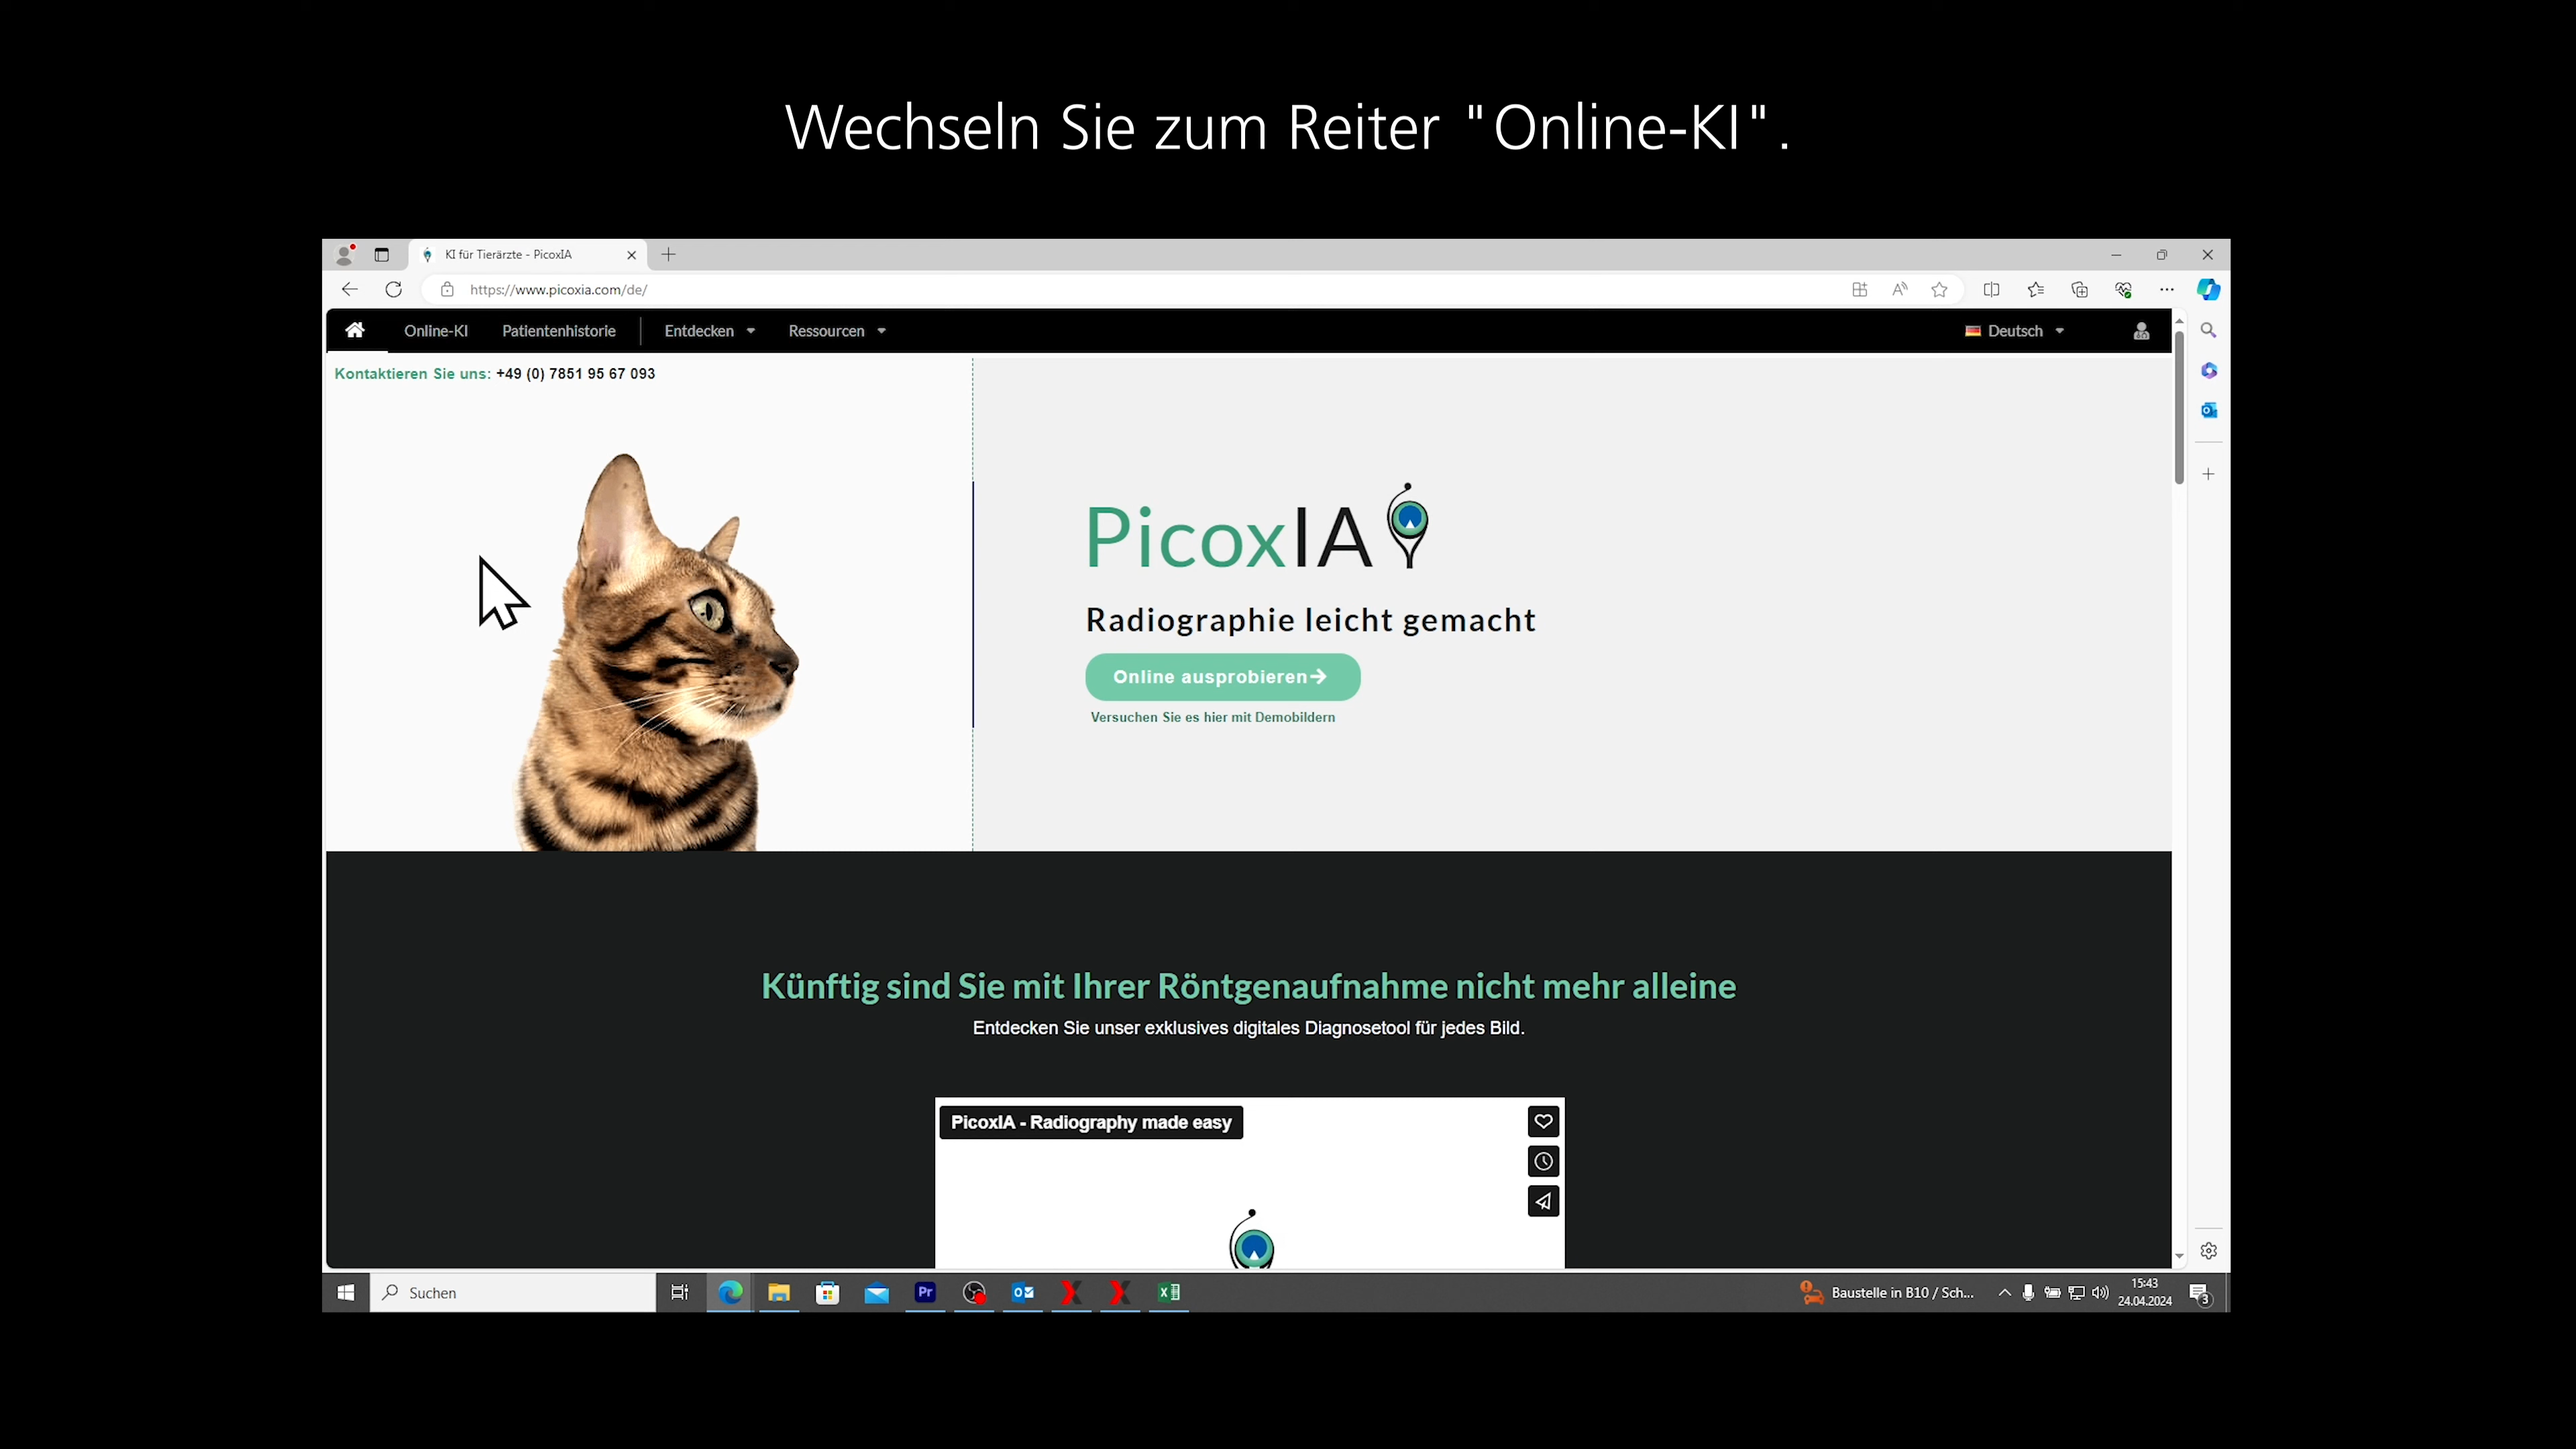 Wechseln Sie zum Reiter "Online-KI".
KI für Tierärzte - PicoxIA
https://www.picoxia.com/de/
Online-KI Patientenhistorie Entdecken Ressourcen Deutsch
Kontaktieren Sie uns: +49 (0) 7851 95 67 093
PicoxIA
Radiographie leicht gemacht
Online ausprobieren
Versuchen Sie es hier mit Demobildern
Künftig sind Sie mit Ihrer Röntgenaufnahme nicht mehr alleine
Entdecken Sie unser exklusives digitales Diagnosetool für jedes Bild.
PicoxIA - Radiography made easy
Suchen
Pr
Baustelle in B10 / Sch...
15:43
24.04.2024
3